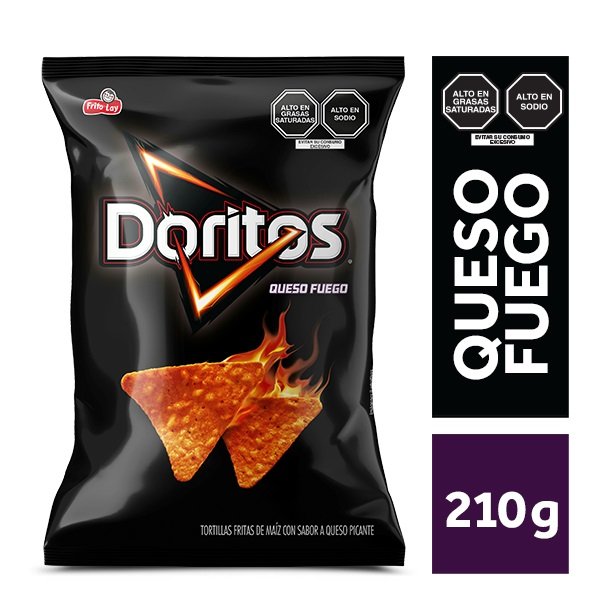 Frito Lay
ALTO EN
GRASAS
SATURADAS
ALTO EN
SODIO
EVITAR SU CONSUMO
EXCESIVO
Doritos
QUESO FUEGO
TORTILLAS FRITAS DE MAÍZ CON SABOR A QUESO PICANTE
ALTO EN
GRASAS
SATURADAS
ALTO EN
SODIO
EVITAR SU CONSUMO
EXCESIVO
QUESO
FUEGO
210 g